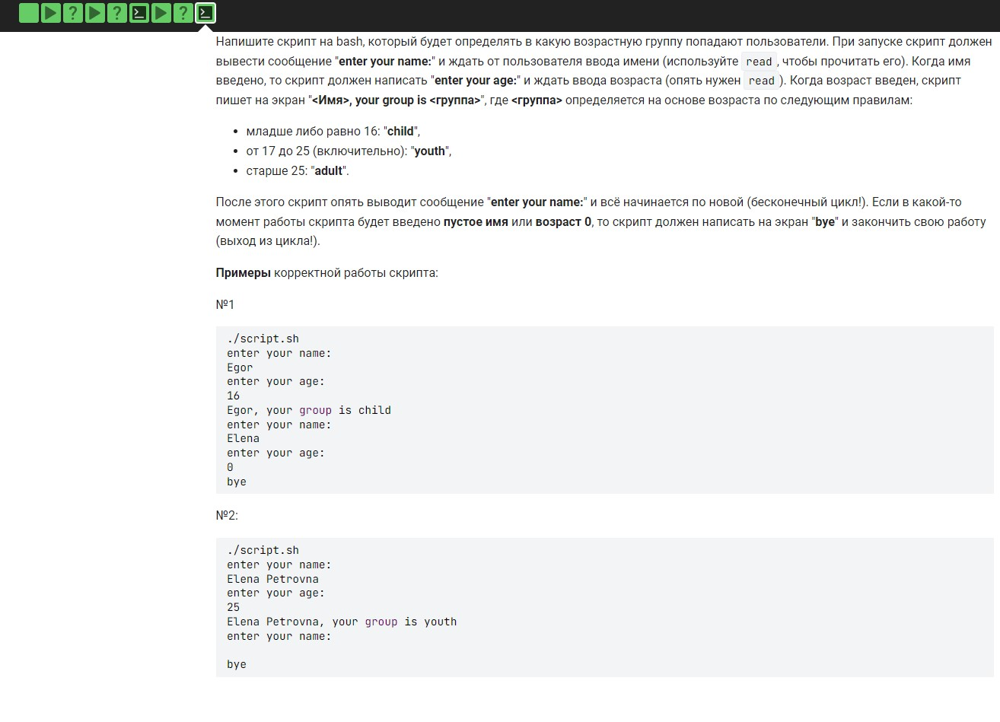 Напишите скрипт на bash, который будет определять в какую возрастную группу попадают пользователи. При запуске скрипт должен
вывести сообщение "enter your name:" и ждать от пользователя ввода имени (используйте read, чтобы прочитать его). Когда имя
введено, то скрипт должен написать "enter your age:" и ждать ввода возраста (опять нужен read). Когда возраст введен, скрипт
пишет на экран "<Имя>, your group is <группа>", где <группа> определяется на основе возраста по следующим правилам:
• младше либо равно 16: "child",
• от 17 до 25 (включительно): "youth",
• старше 25: "adult".
После этого скрипт опять выводит сообщение "enter your name:" и всё начинается по новой (бесконечный цикл!). Если в какой-то
момент работы скрипта будет введено пустое имя или возраст 0, то скрипт должен написать на экран "bye" и закончить свою работу
(выход из цикла!).
Примеры корректной работы скрипта:
№1
./script.sh
enter your name:
Egor
enter your age:
16
Egor, your group is child
enter your name:
Elena
enter your age:
0
bye
№2:
./script.sh
enter your name:
Elena Petrovna
enter your age:
25
Elena Petrovna, your group is youth
enter your name:

bye